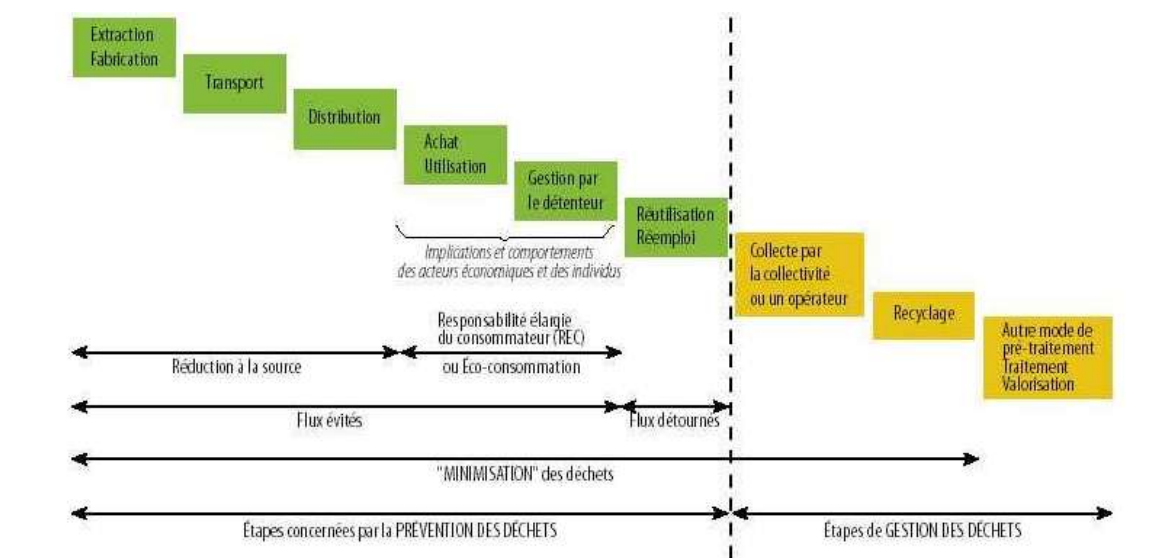 Extraction
Fabrication
Transport
Distribution
Achat
Utilisation
Gestion par
le détenteur
Réutilisation
Réemploi
Implications et comportements
des acteurs économiques et des individus
Collecte par
la collectivité
ou un opérateur
Recyclage
Autre mode de
pré-traitement
Traitement
Valorisation
Responsabilité élargie
du consommateur (REC)
ou Éco-consommation
Réduction à la source
Flux évités
Flux détournés
"MINIMISATION" des déchets
Étapes concernées par la PRÉVENTION DES DÉCHETS
Étapes de GESTION DES DÉCHETS